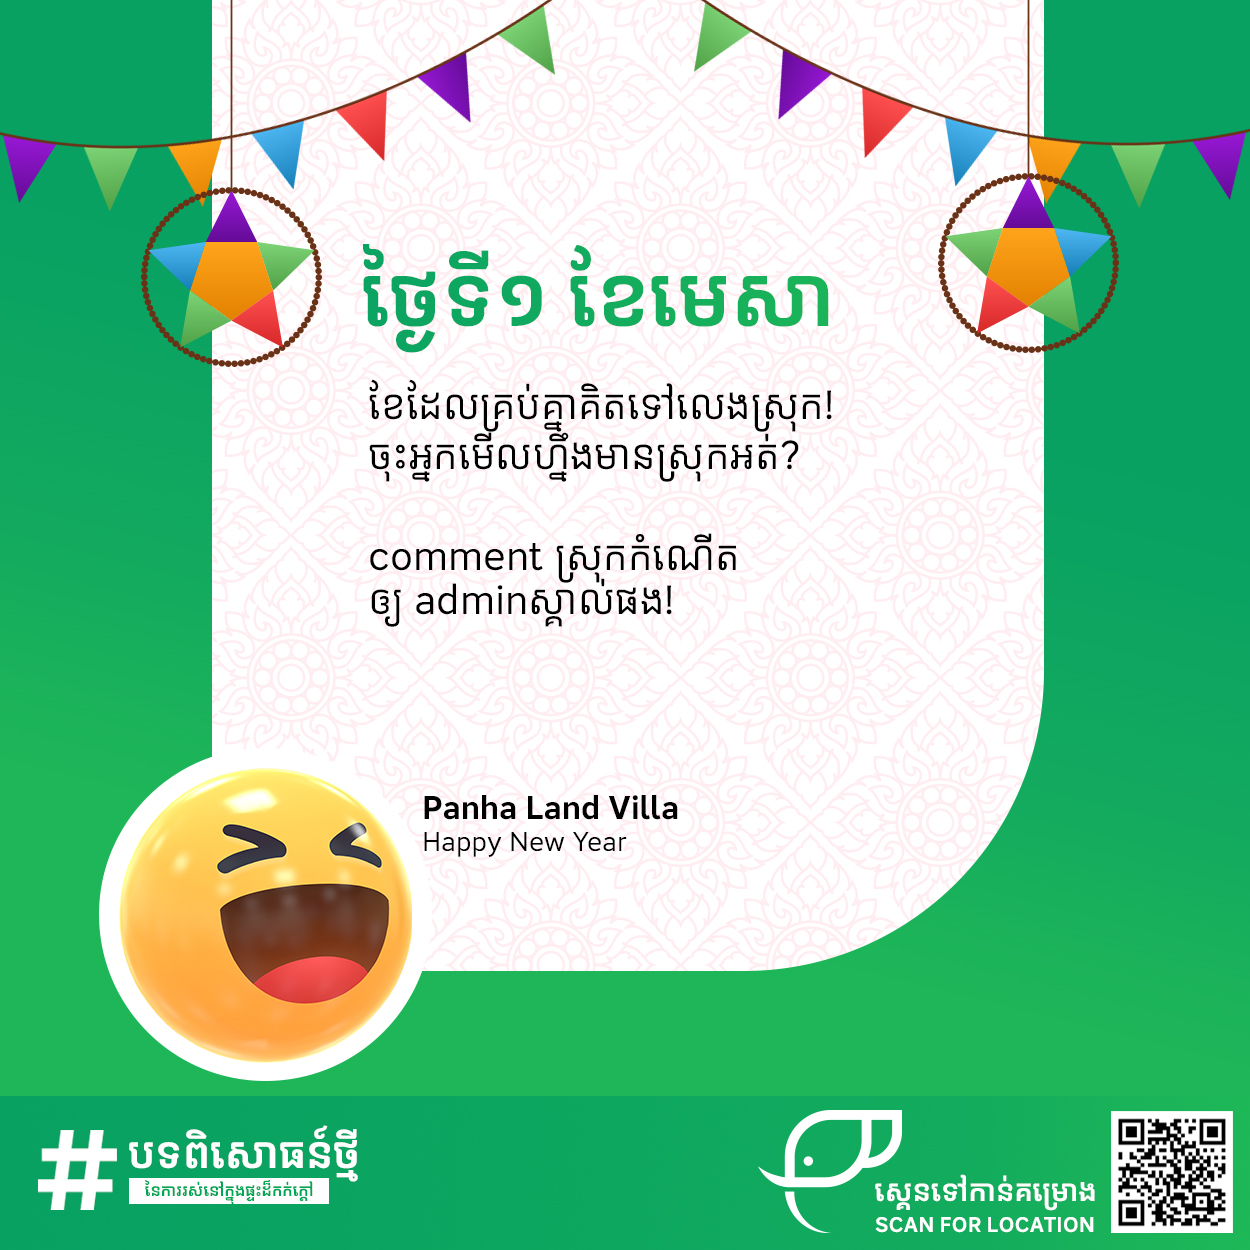 ថ្ងៃទី១ ខែមេសា
ខែដែលគ្រប់គ្នាគិតទៅលេងស្រុក!
ចុះអ្នកមើលហ្នឹងមានស្រុកអត់?
comment ស្រុកកំណើត
ឲ្យ adminស្គាល់ផង!
Panha Land Villa
Happy New Year
#បទពិសោធន៍ថ្មី
នៃការរស់នៅក្នុងផ្ទះដ៏កក់ក្ដៅ
ស្គេនទៅកាន់គម្រោង
SCAN FOR LOCATION